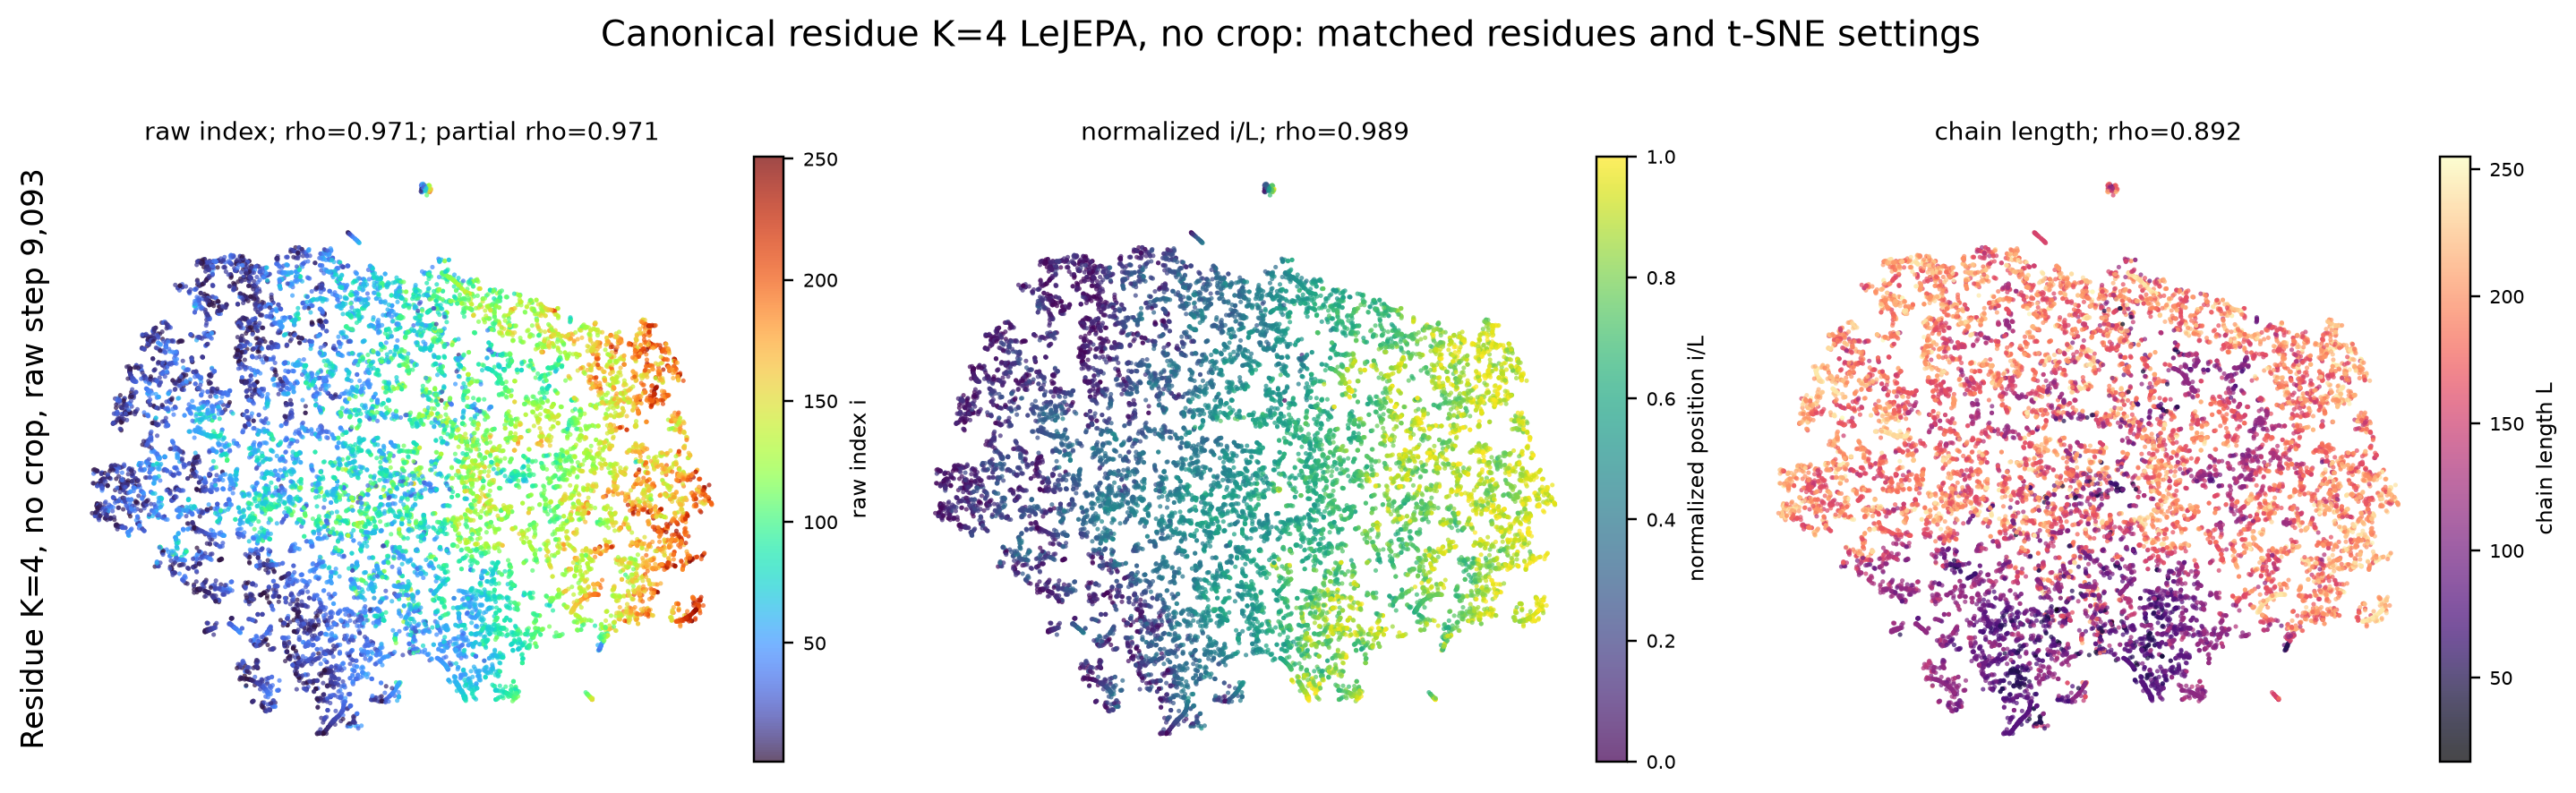 Canonical residue K=4 LeJEPA, no crop: matched residues and t-SNE settings
Residue K=4, no crop, raw step 9,093
raw index; rho=0.971; partial rho=0.971
250
200
150
100
50
raw index i
normalized i/L; rho=0.989
1.0
0.8
0.6
0.4
0.2
0.0
normalized position i/L
chain length; rho=0.892
250
200
150
100
50
chain length L